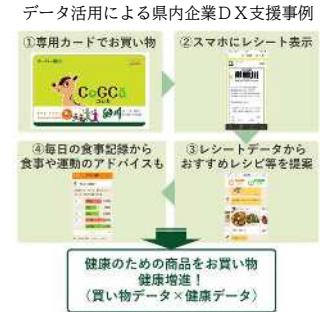 データ活用による県内企業ＤＸ支援事例
①専用カードでお買い物
②スマホにレシート表示
CoGCa
④毎日の食事記録から
食事や運動のアドバイスも
③レシートデータから
おすすめレシピ等を提案
健康のための商品をお買い物
健康増進！
（買い物データ×健康データ）